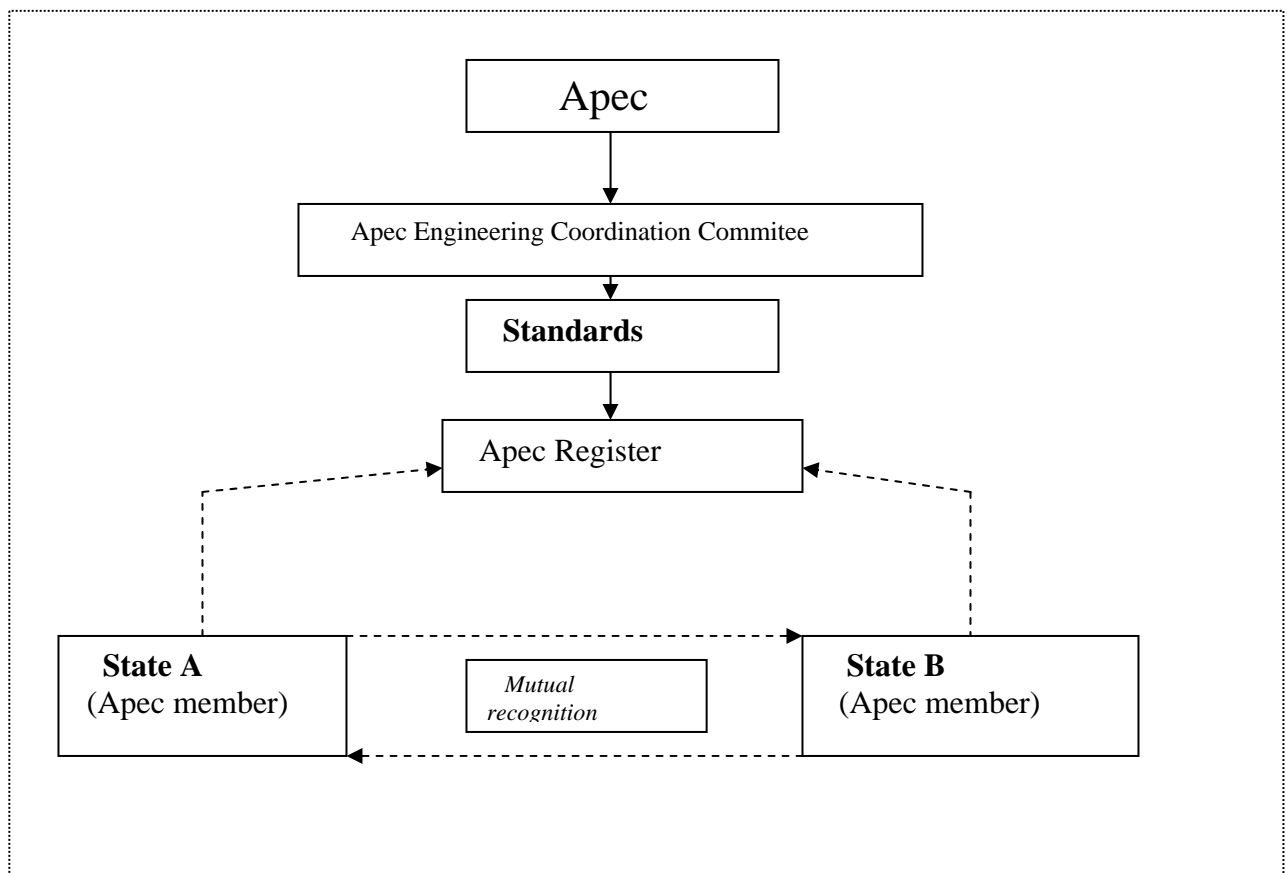 Apec
Apec Engineering Coordination Commitee
Standards
Apec Register
State A
(Apec member)
Mutual
recognition
State B
(Apec member)